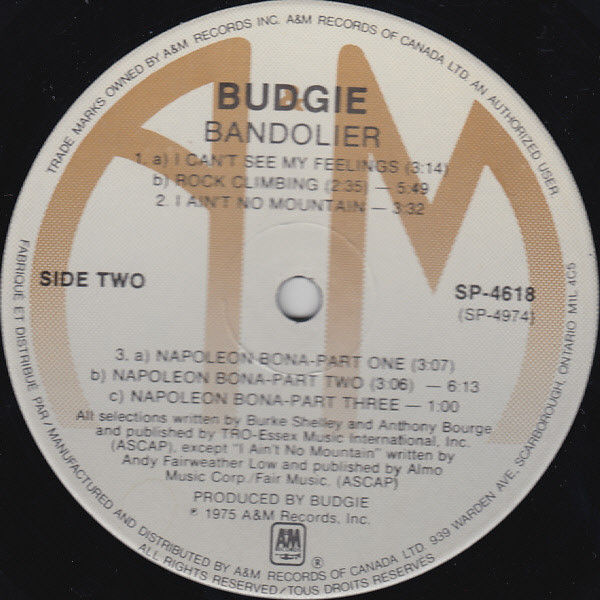 TRADE MARKS OWNED BY A&M RECORDS INC. A&M RECORDS OF CANADA LTD. AN AUTHORIZED USER.
BUDGIE
BANDOLIER
1. a) I CAN'T SEE MY FEELINGS (3:14)
b) ROCK CLIMBING (2:35) — 5:49
2. I AIN'T NO MOUNTAIN — 3:32
SIDE TWO
SP-4618
(SP-4974)
3. a) NAPOLEON BONA-PART ONE (3:07)
b) NAPOLEON BONA-PART TWO (3:06) — 6:13
c) NAPOLEON BONA-PART THREE — 1:00
All selections written by Burke Shelley and Anthony Bourge
and published by TRO-Essex Music International, Inc.
(ASCAP), except "I Ain't No Mountain" written by
Andy Fairweather Low and published by Almo
Music Corp./Fair Music. (ASCAP)
PRODUCED BY BUDGIE
℗ 1975 A&M Records, Inc.
A&M
®
FABRIQUÉ ET DISTRIBUÉ PAR / MANUFACTURED AND DISTRIBUTED BY A&M RECORDS OF CANADA LTD. 939 WARDEN AVE., SCARBOROUGH, ONTARIO M1L 4C5
ALL RIGHTS RESERVED / TOUS DROITS RESERVES